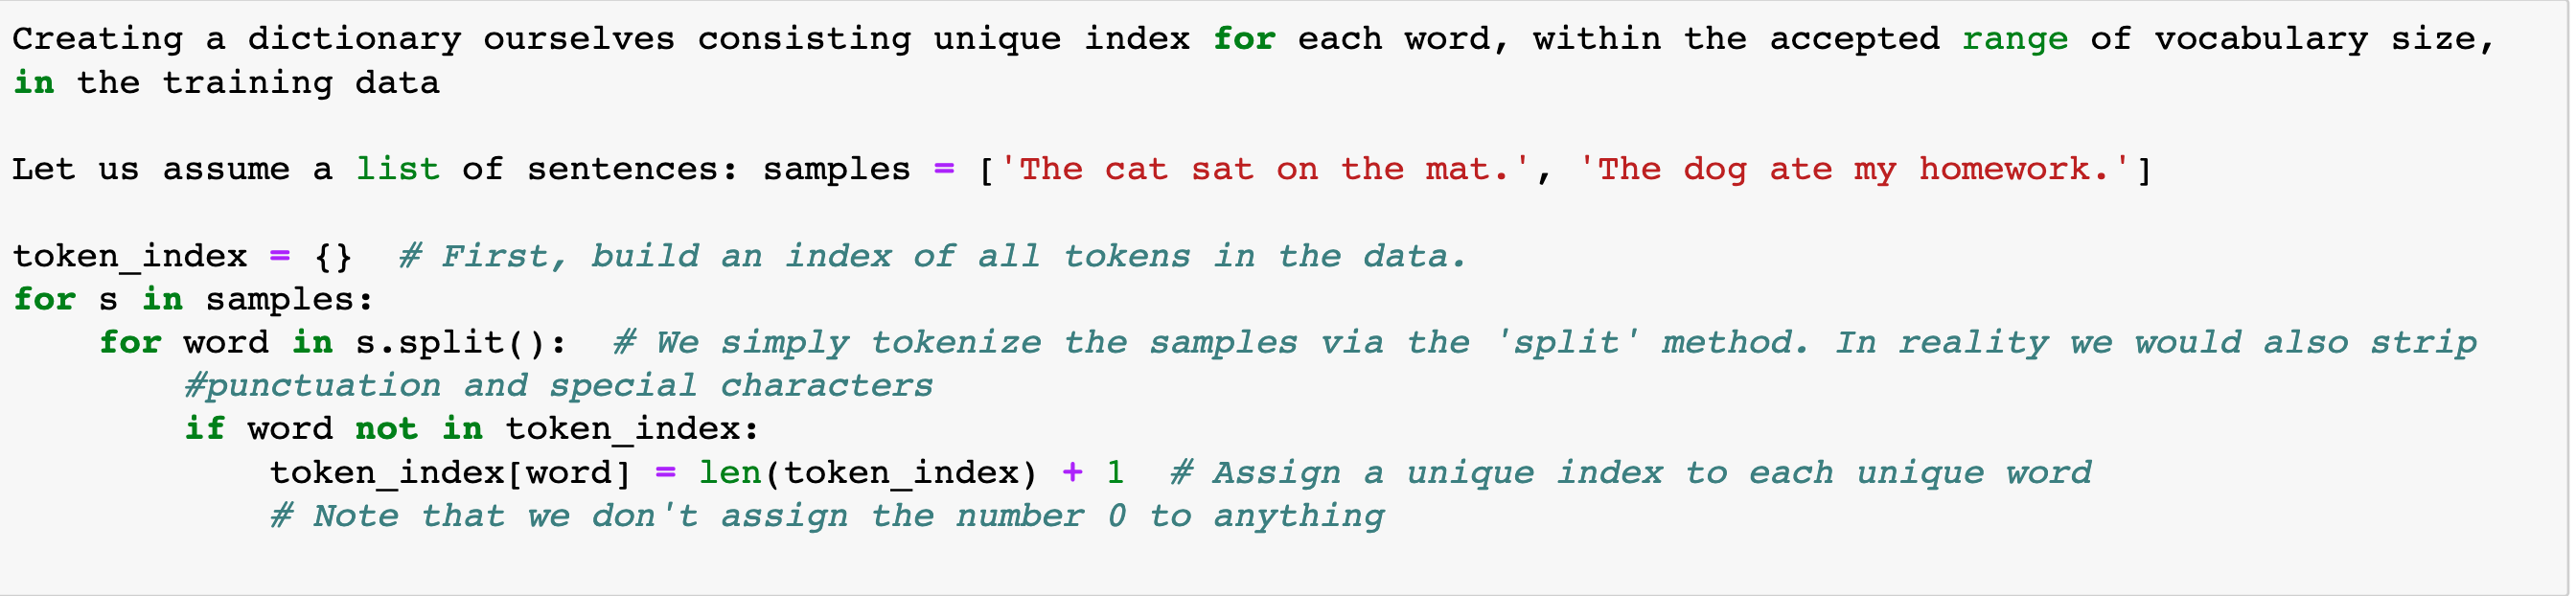 Creating a dictionary ourselves consisting unique index for each word, within the accepted range of vocabulary size,
in the training data
Let us assume a list of sentences: samples = ['The cat sat on the mat.', 'The dog ate my homework.']
token_index = {}  # First, build an index of all tokens in the data.
for s in samples:
    for word in s.split():  # We simply tokenize the samples via the 'split' method. In reality we would also strip
        #punctuation and special characters
        if word not in token_index:
            token_index[word] = len(token_index) + 1  # Assign a unique index to each unique word
            # Note that we don't assign the number 0 to anything